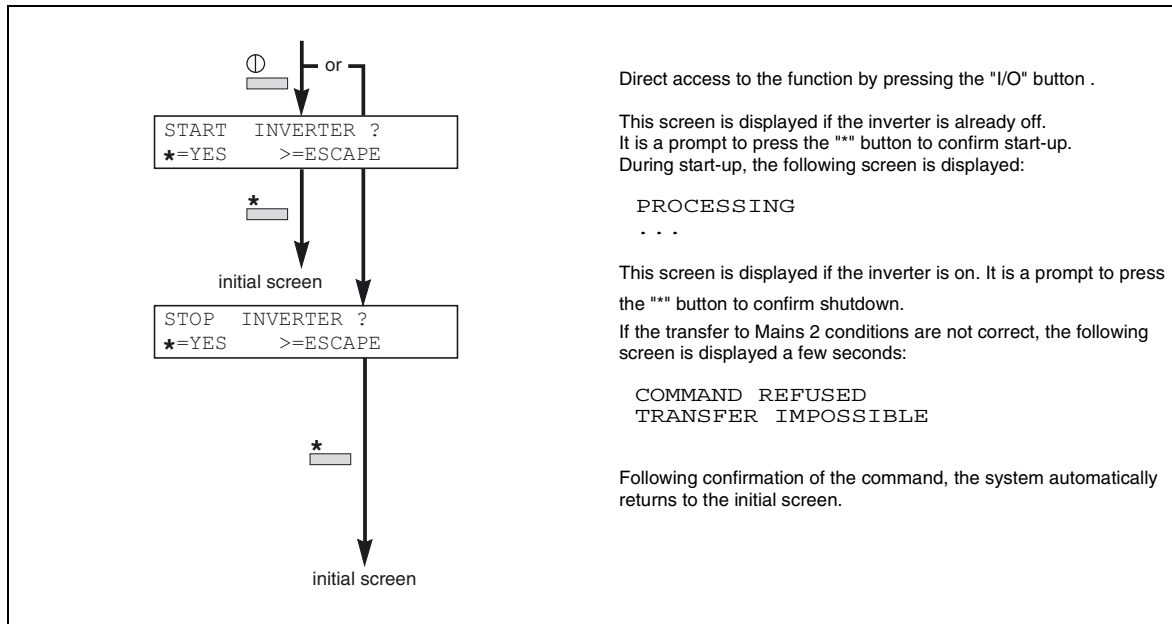 or
START INVERTER ?
*=YES >=ESCAPE
*
initial screen
STOP INVERTER ?
*=YES >=ESCAPE
*
initial screen
Direct access to the function by pressing the "I/O" button .
This screen is displayed if the inverter is already off.
It is a prompt to press the "*" button to confirm start-up.
During start-up, the following screen is displayed:
PROCESSING
...
This screen is displayed if the inverter is on. It is a prompt to press
the "*" button to confirm shutdown.
If the transfer to Mains 2 conditions are not correct, the following
screen is displayed a few seconds:
COMMAND REFUSED
TRANSFER IMPOSSIBLE
Following confirmation of the command, the system automatically
returns to the initial screen.